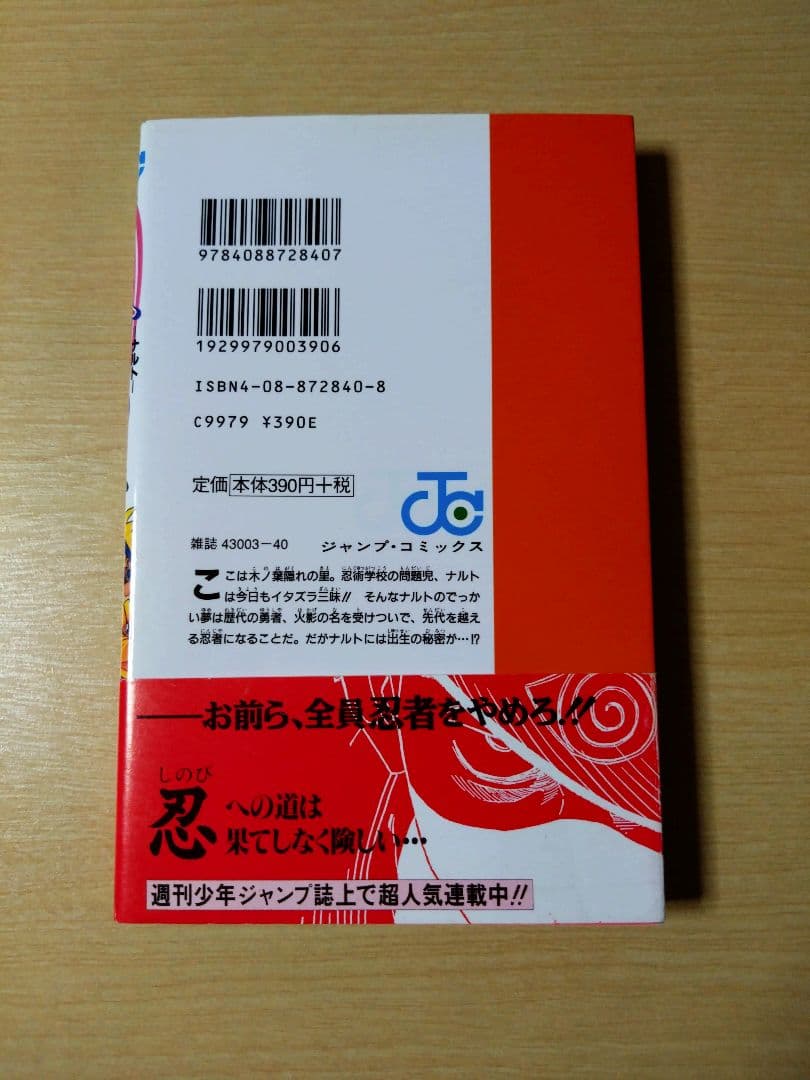 9784088728407
1929979003906
ISBN4-08-872840-8
C9979 ¥390E
定価 本体390円+税
雑誌 43003-40
ジャンプ・コミックス
ここは木ノ葉隠れの里。忍術学校の問題児、ナルト
は今日もイタズラ三昧!! そんなナルトのでっか
い夢は歴代の勇者、火影の名を受けついで、先代を越え
る忍者になることだ。だがナルトには出生の秘密が…!?
ナルト
——お前ら、全員忍者をやめろ!!
しのび
忍への道は
果てしなく険しい…
週刊少年ジャンプ誌上で超人気連載中!!